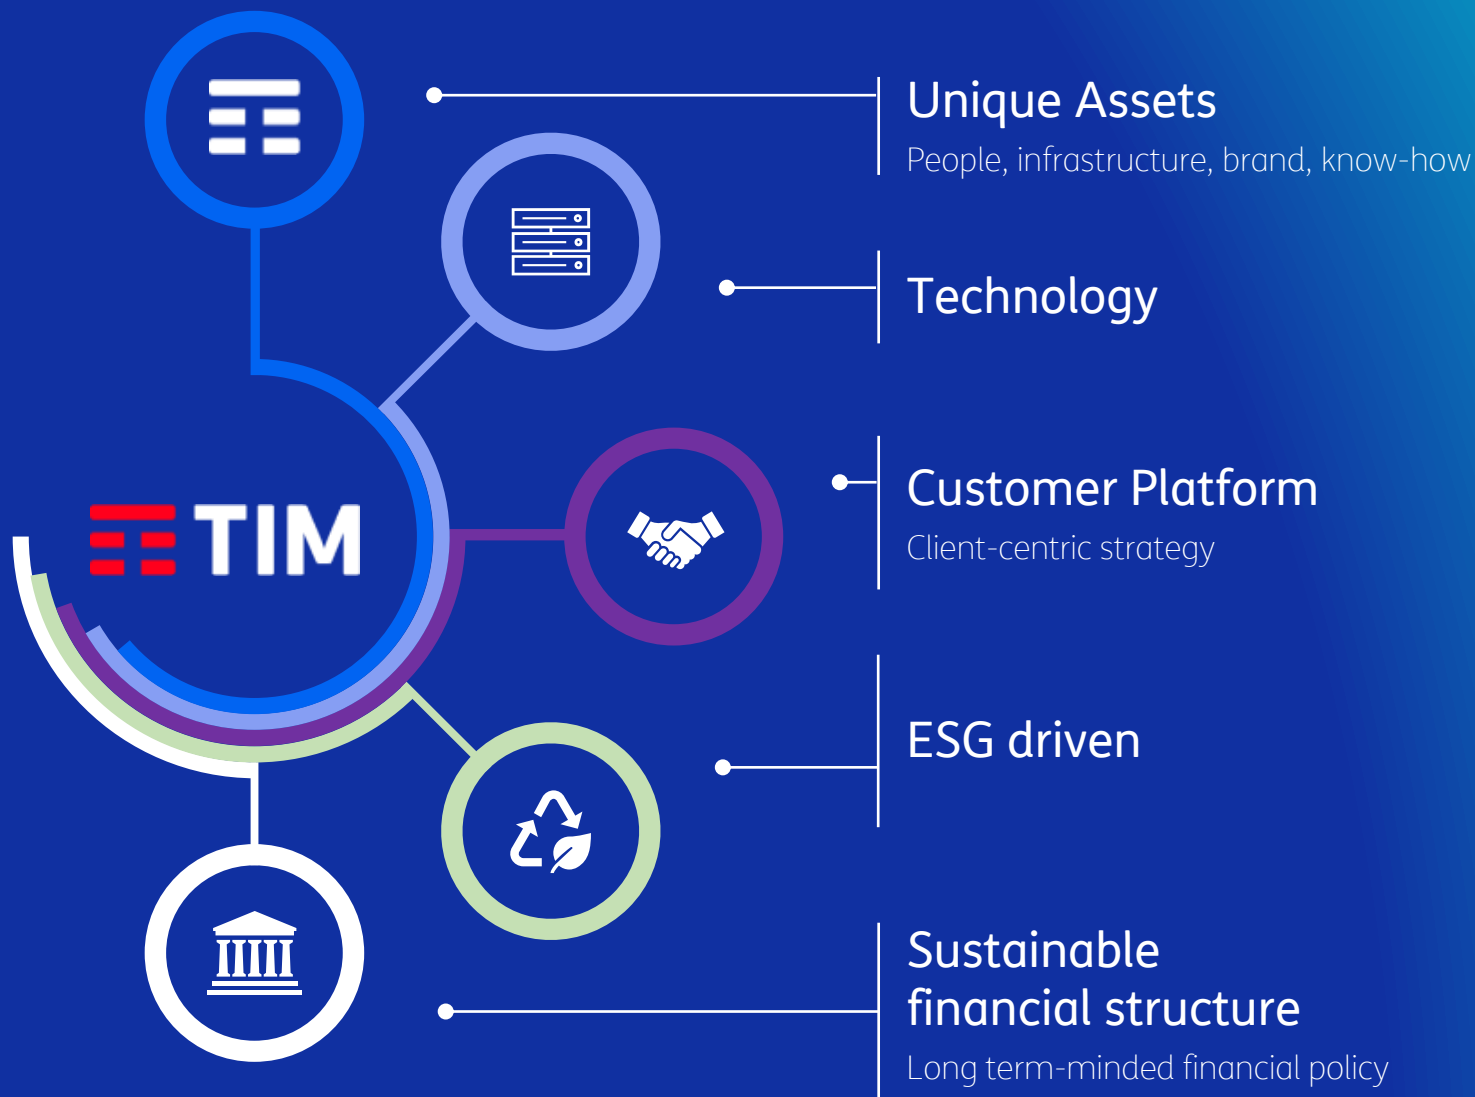 Unique Assets
People, infrastructure, brand, know-how
Technology
TIM
Customer Platform
Client-centric strategy
ESG driven
Sustainable
financial structure
Long term-minded financial policy